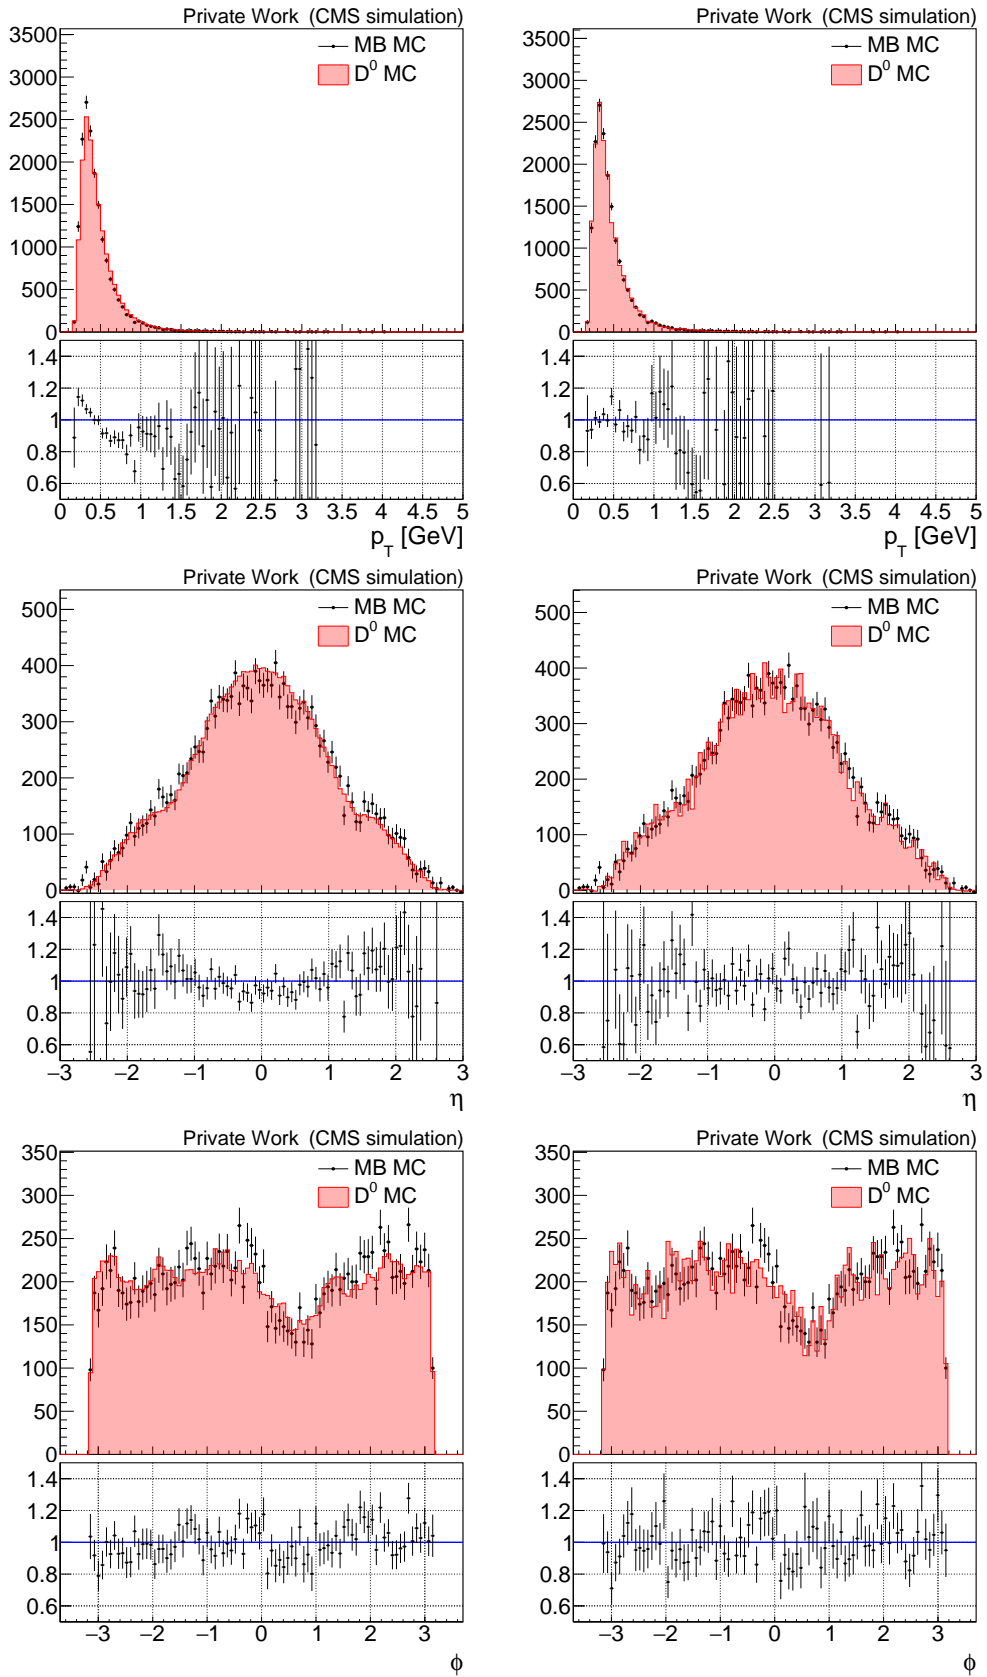 Private Work (CMS simulation)
MB MC
D⁰ MC
3500
3000
2500
2000
1500
1000
500
0
1.4
1.2
1
0.8
0.6
0 0.5 1 1.5 2 2.5 3 3.5 4 4.5 5
p_T [GeV]
Private Work (CMS simulation)
MB MC
D⁰ MC
3500
3000
2500
2000
1500
1000
500
0
1.4
1.2
1
0.8
0.6
0 0.5 1 1.5 2 2.5 3 3.5 4 4.5 5
p_T [GeV]
Private Work (CMS simulation)
MB MC
D⁰ MC
500
400
300
200
100
0
1.4
1.2
1
0.8
0.6
−3 −2 −1 0 1 2 3
η
Private Work (CMS simulation)
MB MC
D⁰ MC
500
400
300
200
100
0
1.4
1.2
1
0.8
0.6
−3 −2 −1 0 1 2 3
η
Private Work (CMS simulation)
MB MC
D⁰ MC
350
300
250
200
150
100
50
0
1.4
1.2
1
0.8
0.6
−3 −2 −1 0 1 2 3
ϕ
Private Work (CMS simulation)
MB MC
D⁰ MC
350
300
250
200
150
100
50
0
1.4
1.2
1
0.8
0.6
−3 −2 −1 0 1 2 3
ϕ